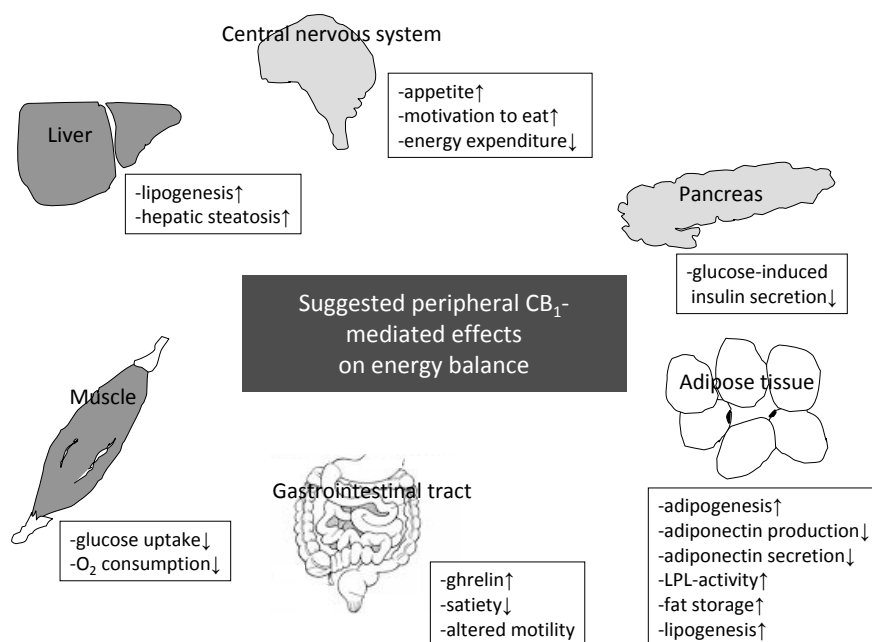 Central nervous system
-appetite↑
-motivation to eat↑
-energy expenditure↓
Liver
-lipogenesis↑
-hepatic steatosis↑
Pancreas
-glucose-induced
insulin secretion↓
Suggested peripheral CB₁-
mediated effects
on energy balance
Muscle
-glucose uptake↓
-O₂ consumption↓
Gastrointestinal tract
-ghrelin↑
-satiety↓
-altered motility
Adipose tissue
-adipogenesis↑
-adiponectin production↓
-adiponectin secretion↓
-LPL-activity↑
-fat storage↑
-lipogenesis↑